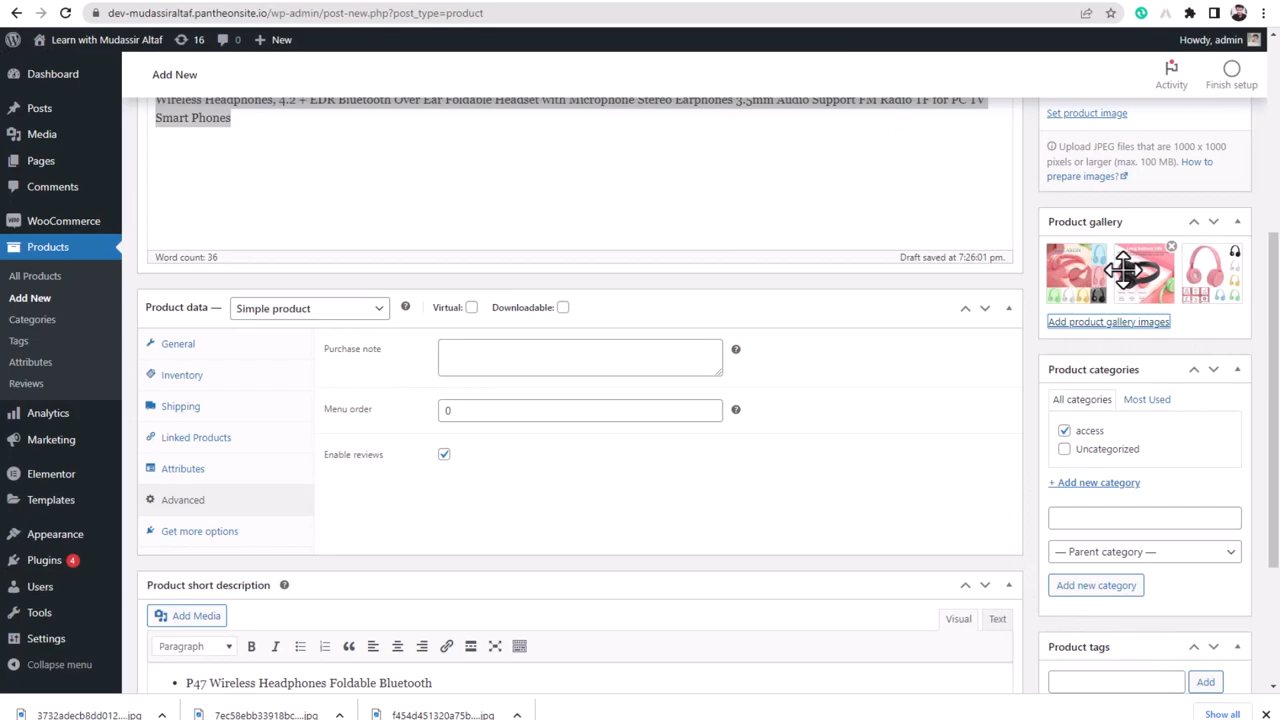 dev-mudassiraltaf.pantheonsite.io/wp-admin/post-new.php?post_type=product
Learn with Mudassir Altaf
16
0
New
Howdy, admin
Dashboard
Posts
Media
Pages
Comments
WooCommerce
Products
All Products
Add New
Categories
Tags
Attributes
Reviews
Analytics
Marketing
Elementor
Templates
Appearance
Plugins 4
Users
Tools
Settings
Collapse menu
Add New
Activity
Finish setup
Wireless Headphones, 4.2 + EDR Bluetooth Over Ear Foldable Headset with Microphone Stereo Earphones 3.5mm Audio Support FM Radio TF for PC TV
Smart Phones
Word count: 36
Draft saved at 7:26:01 pm.
Product data —
Simple product
Virtual:
Downloadable:
General
Inventory
Shipping
Linked Products
Attributes
Advanced
Get more options
Purchase note
Menu order
0
Enable reviews
Product short description
Add Media
Visual
Text
Paragraph
B
I
P47 Wireless Headphones Foldable Bluetooth
Set product image
Upload JPEG files that are 1000 x 1000
pixels or larger (max. 100 MB). How to
prepare images?
Product gallery
Add product gallery images
Product categories
All categories
Most Used
access
Uncategorized
+ Add new category
— Parent category —
Add new category
Product tags
Add
3732adecb8dd012....jpg
7ec58ebb33918bc....jpg
f454d451320a75b....jpg
Show all